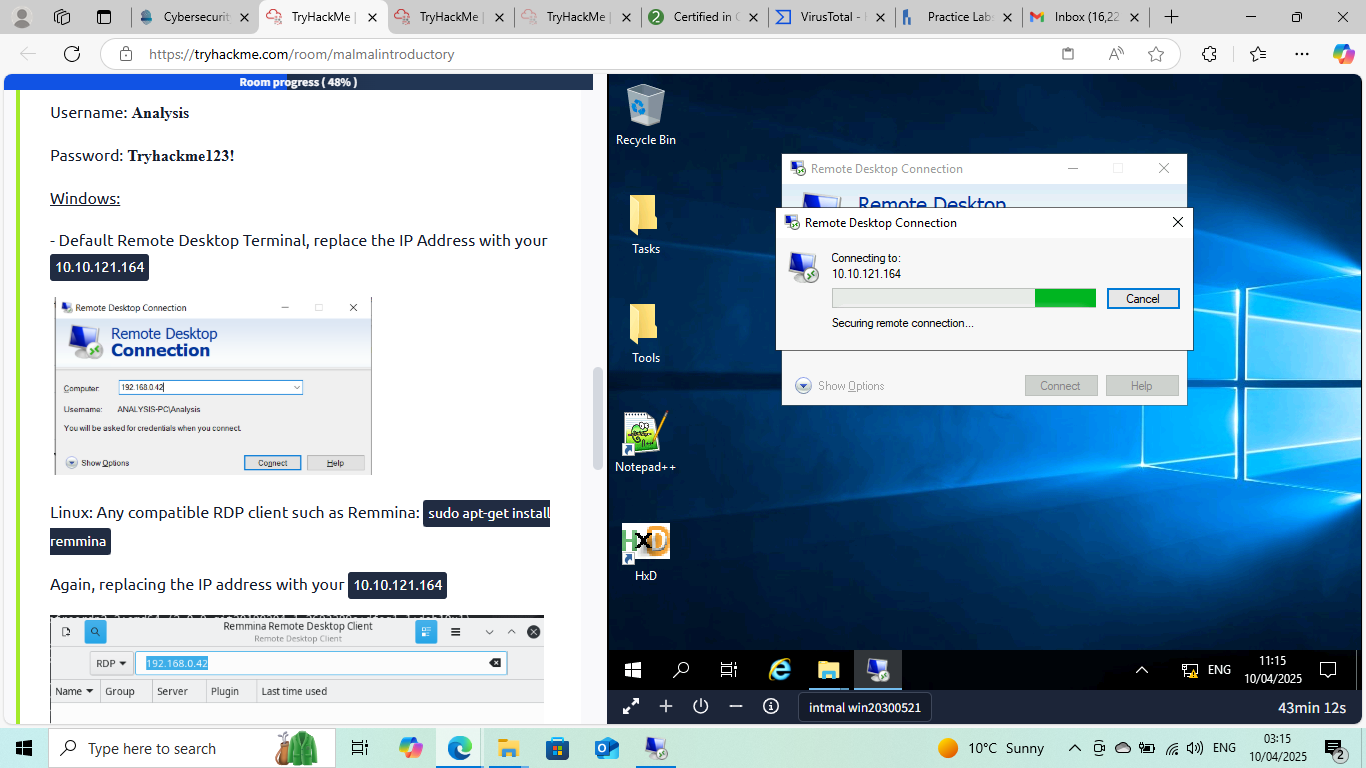 Cybersecurit
TryHackMe |
TryHackMe |
TryHackMe |
Certified in C
VirusTotal - H
Practice Labs
Inbox (16,22
https://tryhackme.com/room/malmalintroductory
Room progress ( 48% )
Username: Analysis
Password: Tryhackme123!
Windows:
- Default Remote Desktop Terminal, replace the IP Address with your
10.10.121.164
Remote Desktop Connection
Remote Desktop
Connection
Computer: 192.168.0.42
Username: ANALYSIS-PC\Analysis
You will be asked for credentials when you connect.
Show Options Connect Help
Linux: Any compatible RDP client such as Remmina: sudo apt-get install
remmina
Again, replacing the IP address with your 10.10.121.164
Remmina Remote Desktop Client
Remote Desktop Client
RDP 192.168.0.42
Name Group Server Plugin Last time used
Recycle Bin
Tasks
Tools
Notepad++
HxD
HxD
Remote Desktop Connection
Remote Desktop
Remote Desktop Connection
Connecting to:
10.10.121.164
Cancel
Securing remote connection...
Show Options Connect Help
ENG
11:15
10/04/2025
intmal win20300521
43min 12s
Type here to search
10°C Sunny
ENG
03:15
10/04/2025
2